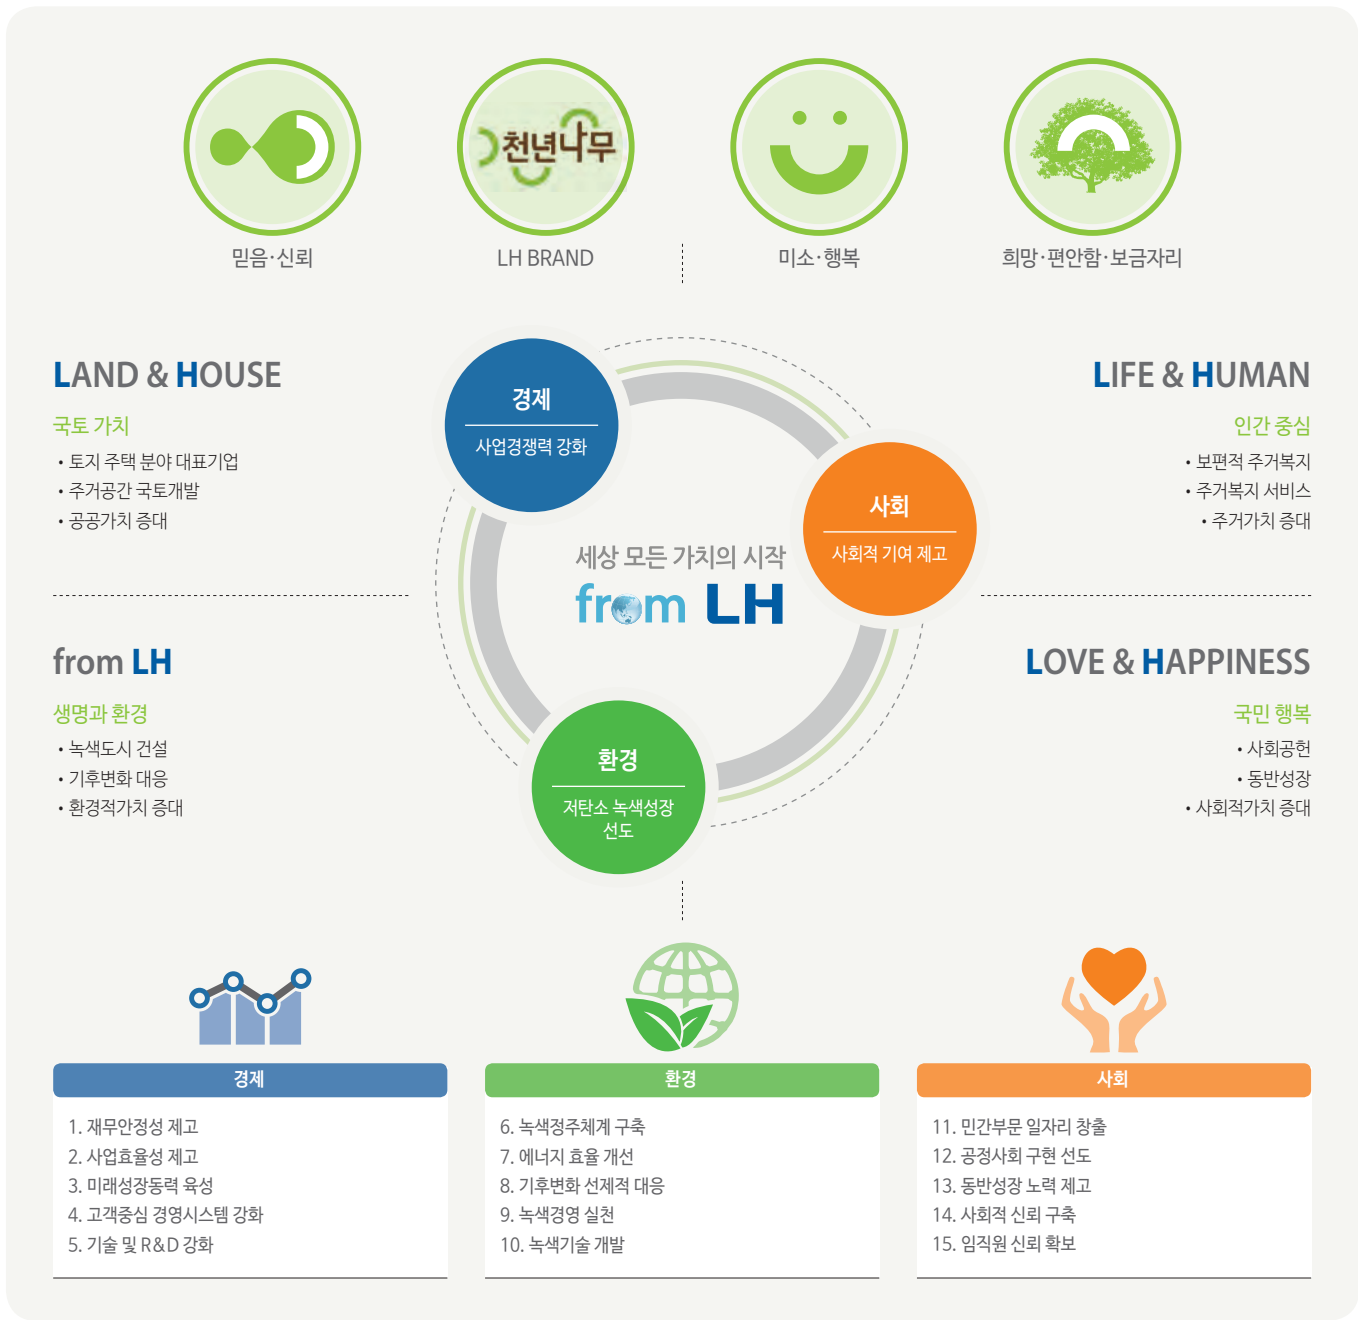 천년나무
믿음·신뢰
LH BRAND
미소·행복
희망·편안함·보금자리
LAND & HOUSE
국토 가치
• 토지 주택 분야 대표기업
• 주거공간 국토개발
• 공공가치 증대
LIFE & HUMAN
인간 중심
• 보편적 주거복지
• 주거복지 서비스
• 주거가치 증대
경제
사업경쟁력 강화
사회
사회적 기여 제고
세상 모든 가치의 시작
from LH
환경
저탄소 녹색성장
선도
from LH
생명과 환경
• 녹색도시 건설
• 기후변화 대응
• 환경적가치 증대
LOVE & HAPPINESS
국민 행복
• 사회공헌
• 동반성장
• 사회적가치 증대
경제
1. 재무안정성 제고
2. 사업효율성 제고
3. 미래성장동력 육성
4. 고객중심 경영시스템 강화
5. 기술 및 R&D 강화
환경
6. 녹색정주체계 구축
7. 에너지 효율 개선
8. 기후변화 선제적 대응
9. 녹색경영 실천
10. 녹색기술 개발
사회
11. 민간부문 일자리 창출
12. 공정사회 구현 선도
13. 동반성장 노력 제고
14. 사회적 신뢰 구축
15. 임직원 신뢰 확보